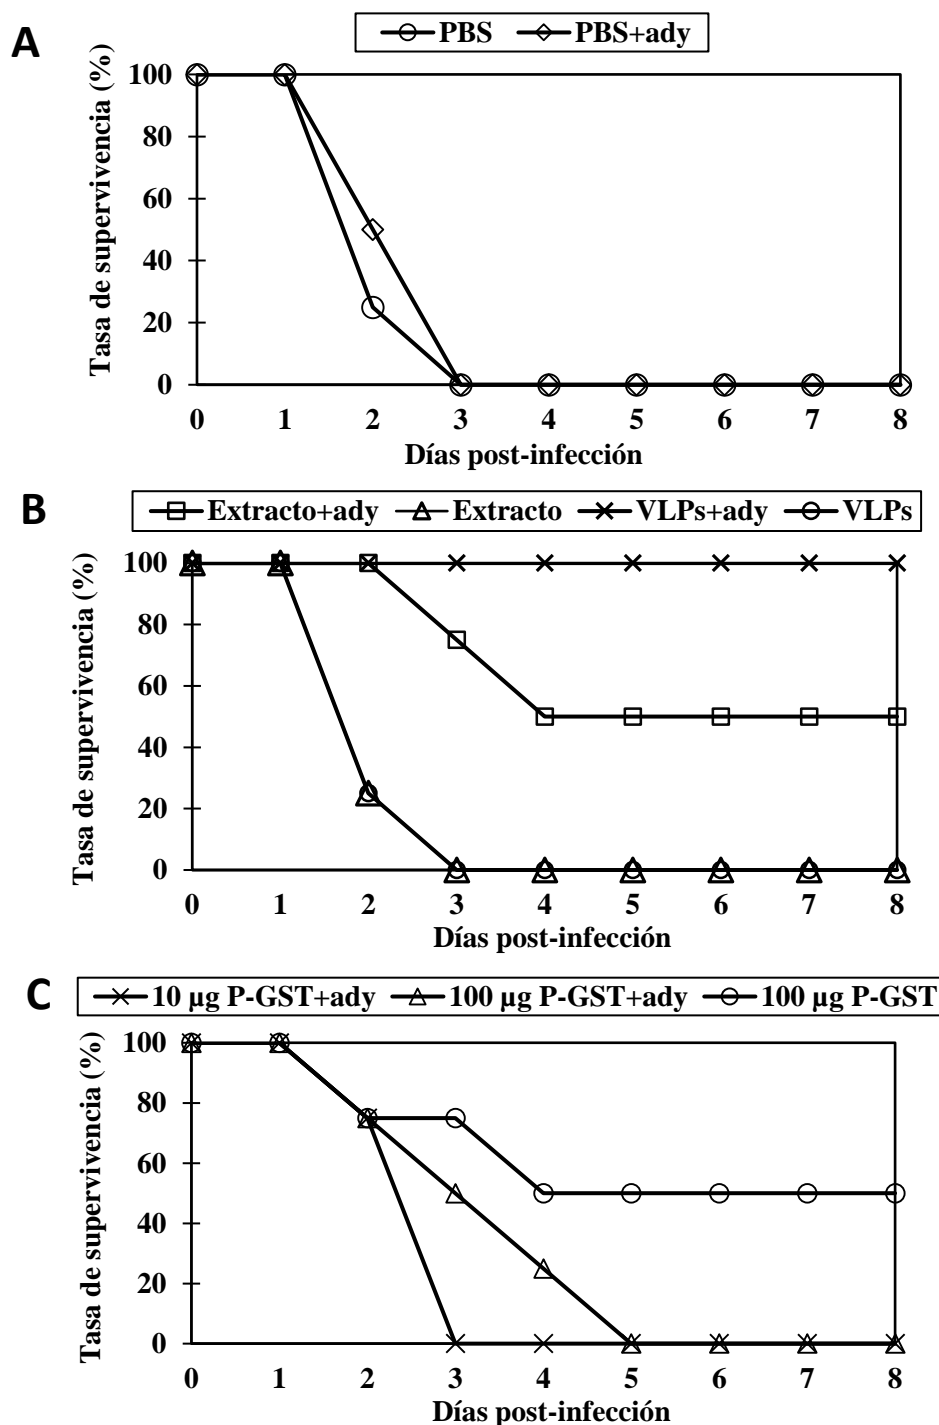 A
PBS PBS+ady
Tasa de supervivencia (%)
100
80
60
40
20
0
0 1 2 3 4 5 6 7 8
Días post-infección
B
Extracto+ady Extracto VLPs+ady VLPs
Tasa de supervivencia (%)
100
80
60
40
20
0
0 1 2 3 4 5 6 7 8
Días post-infección
C
10 µg P-GST+ady 100 µg P-GST+ady 100 µg P-GST
Tasa de supervivencia (%)
100
80
60
40
20
0
0 1 2 3 4 5 6 7 8
Días post-infección